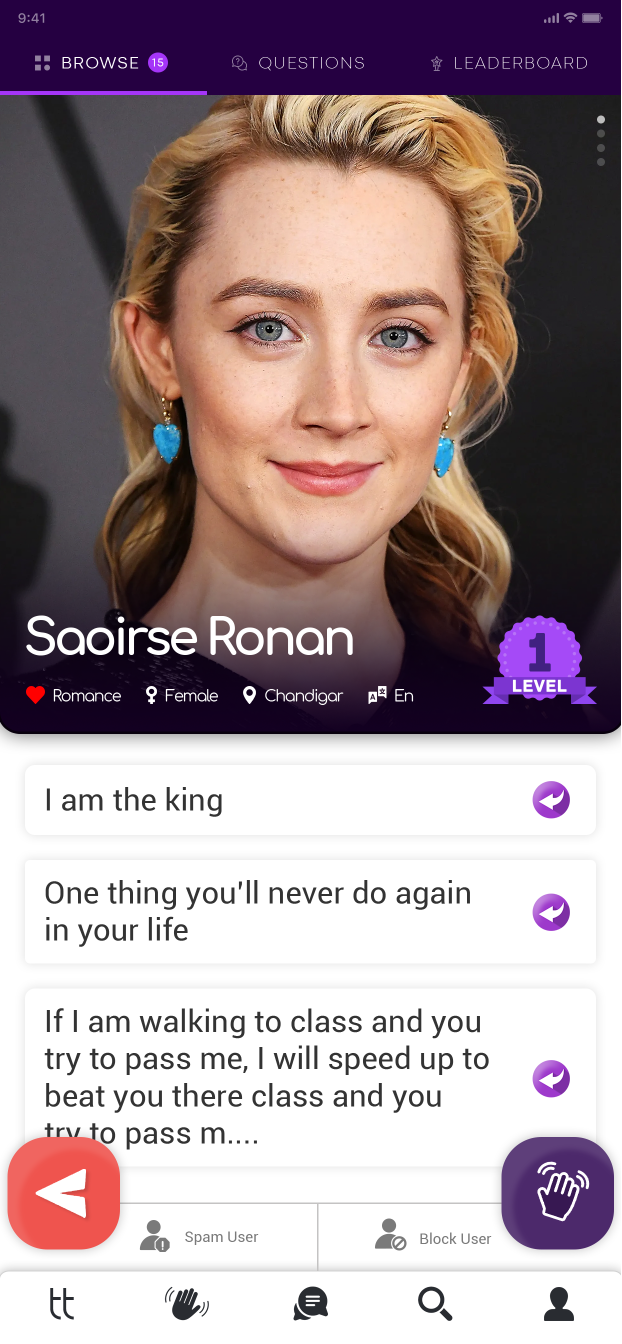 9:41
BROWSE 15 QUESTIONS LEADERBOARD
Saoirse Ronan
1
LEVEL
Romance Female Chandigar En
I am the king
One thing you'll never do again
in your life
If I am walking to class and you
try to pass me, I will speed up to
beat you there class and you
try to pass m....
Spam User Block User
tt